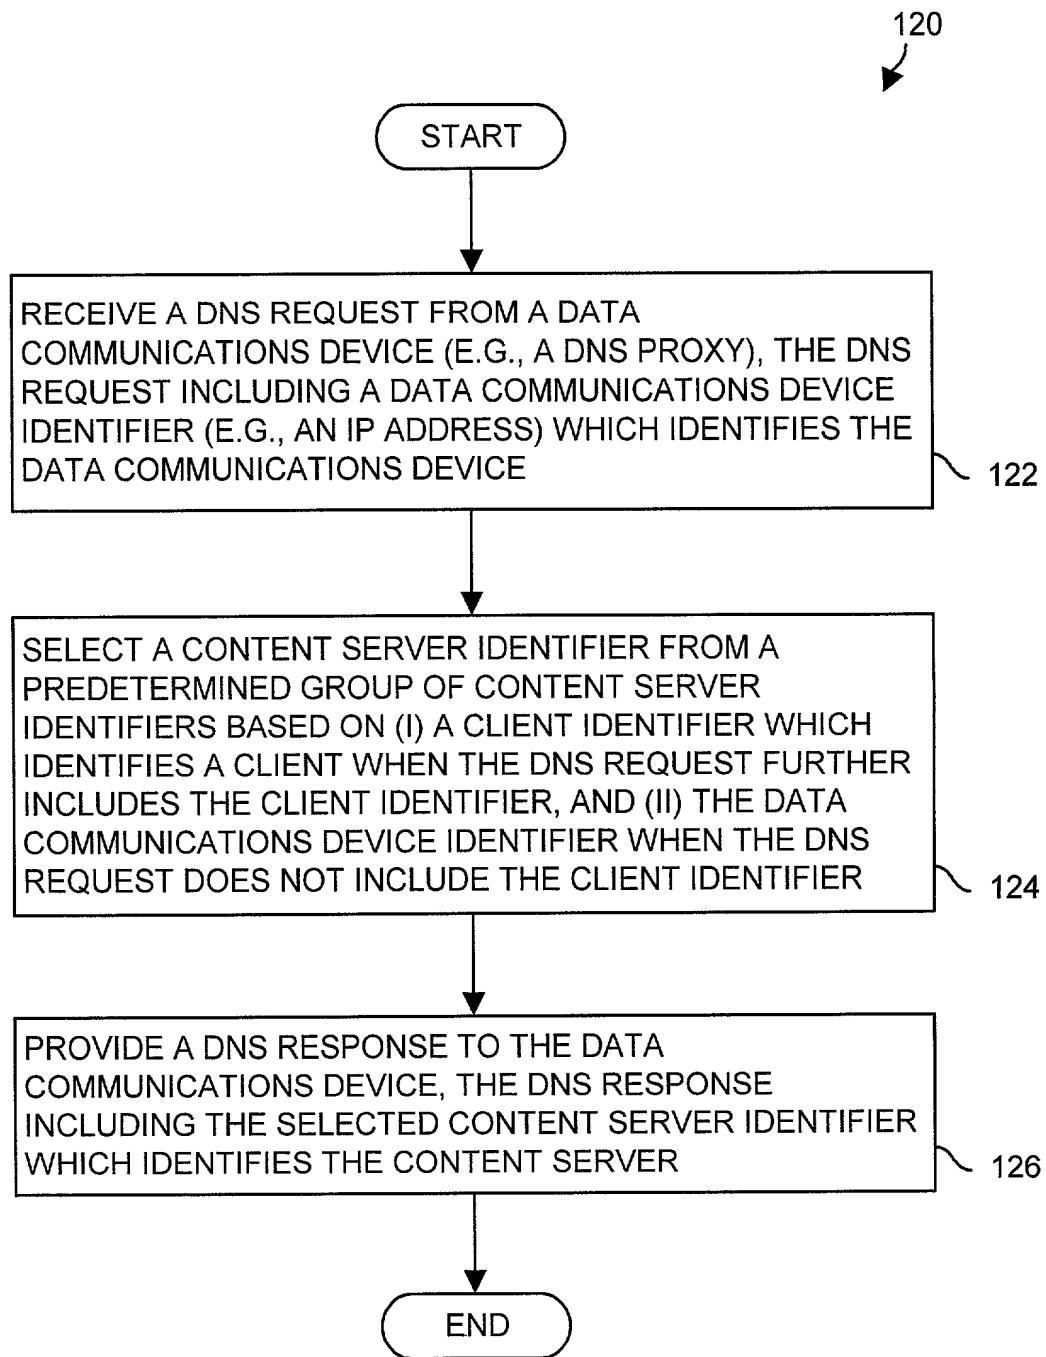 120
START
RECEIVE A DNS REQUEST FROM A DATA
COMMUNICATIONS DEVICE (E.G., A DNS PROXY), THE DNS
REQUEST INCLUDING A DATA COMMUNICATIONS DEVICE
IDENTIFIER (E.G., AN IP ADDRESS) WHICH IDENTIFIES THE
DATA COMMUNICATIONS DEVICE
122
SELECT A CONTENT SERVER IDENTIFIER FROM A
PREDETERMINED GROUP OF CONTENT SERVER
IDENTIFIERS BASED ON (I) A CLIENT IDENTIFIER WHICH
IDENTIFIES A CLIENT WHEN THE DNS REQUEST FURTHER
INCLUDES THE CLIENT IDENTIFIER, AND (II) THE DATA
COMMUNICATIONS DEVICE IDENTIFIER WHEN THE DNS
REQUEST DOES NOT INCLUDE THE CLIENT IDENTIFIER
124
PROVIDE A DNS RESPONSE TO THE DATA
COMMUNICATIONS DEVICE, THE DNS RESPONSE
INCLUDING THE SELECTED CONTENT SERVER IDENTIFIER
WHICH IDENTIFIES THE CONTENT SERVER
126
END